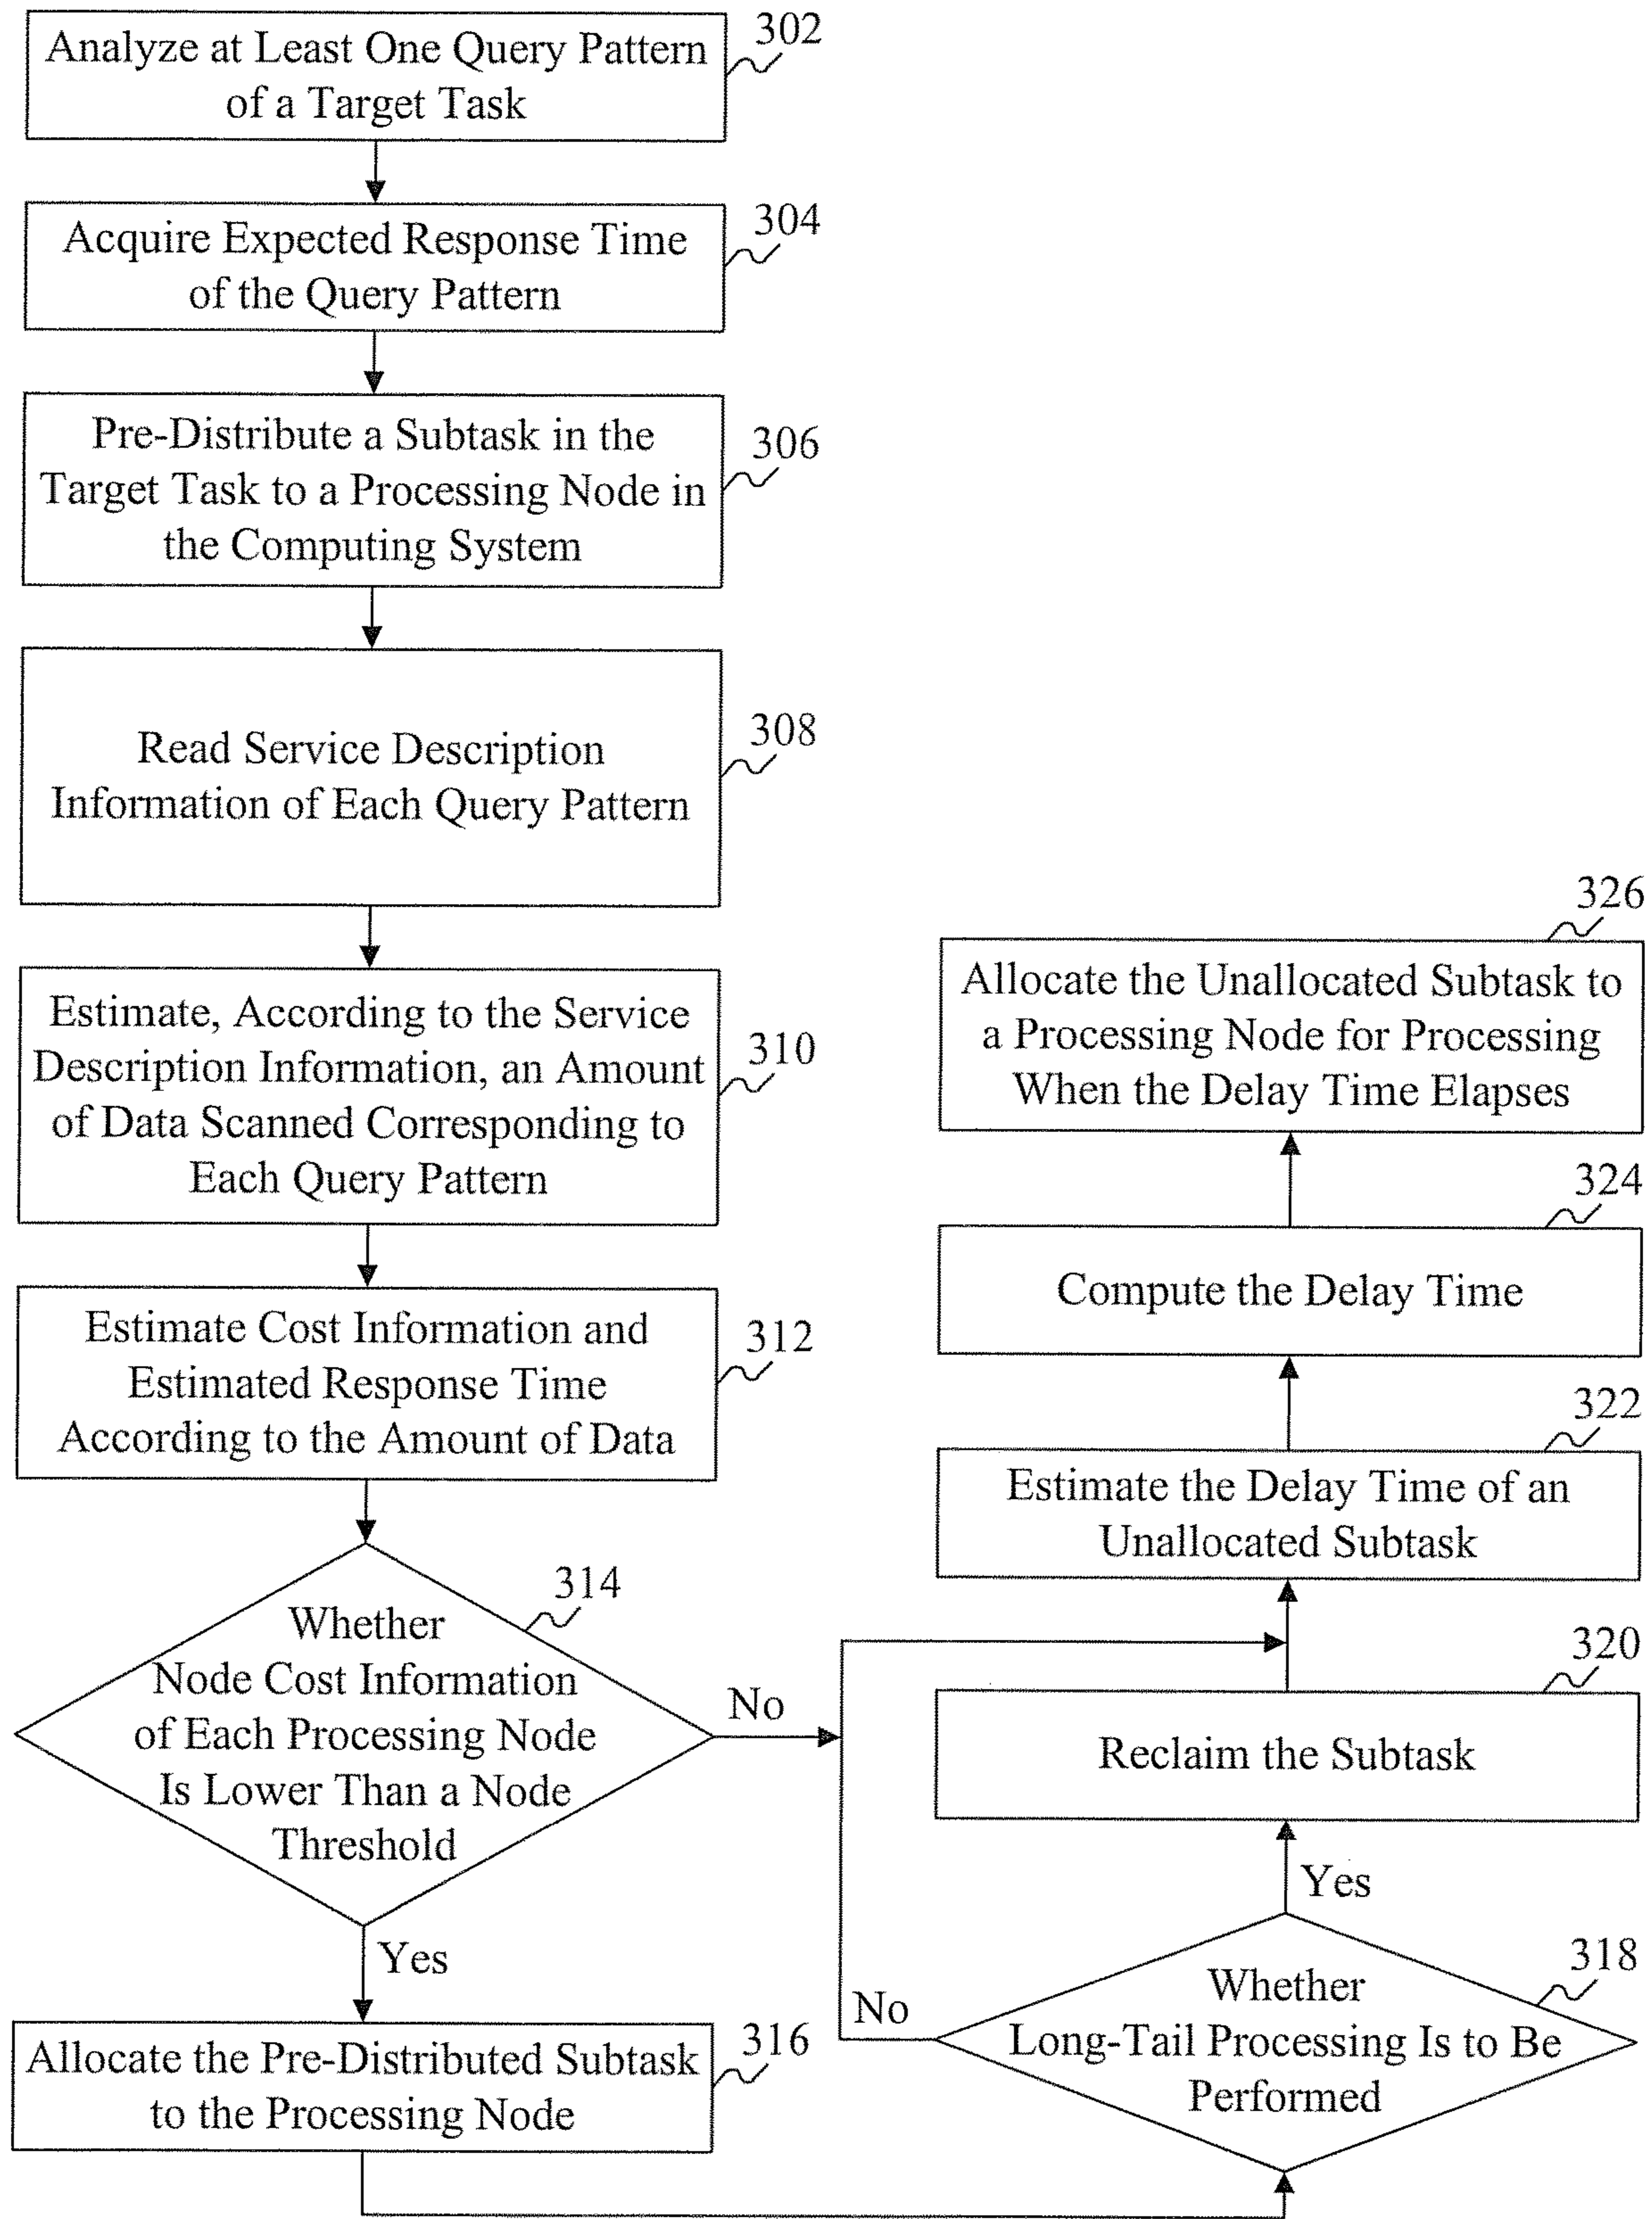 Analyze at Least One Query Pattern
of a Target Task
302
Acquire Expected Response Time
of the Query Pattern
304
Pre-Distribute a Subtask in the
Target Task to a Processing Node in
the Computing System
306
Read Service Description
Information of Each Query Pattern
308
Estimate, According to the Service
Description Information, an Amount
of Data Scanned Corresponding to
Each Query Pattern
310
Estimate Cost Information and
Estimated Response Time
According to the Amount of Data
312
Whether
Node Cost Information
of Each Processing Node
Is Lower Than a Node
Threshold
314
No
Yes
Allocate the Pre-Distributed Subtask
to the Processing Node
316
Whether
Long-Tail Processing Is to Be
Performed
318
No
Yes
Reclaim the Subtask
320
Estimate the Delay Time of an
Unallocated Subtask
322
Compute the Delay Time
324
Allocate the Unallocated Subtask to
a Processing Node for Processing
When the Delay Time Elapses
326